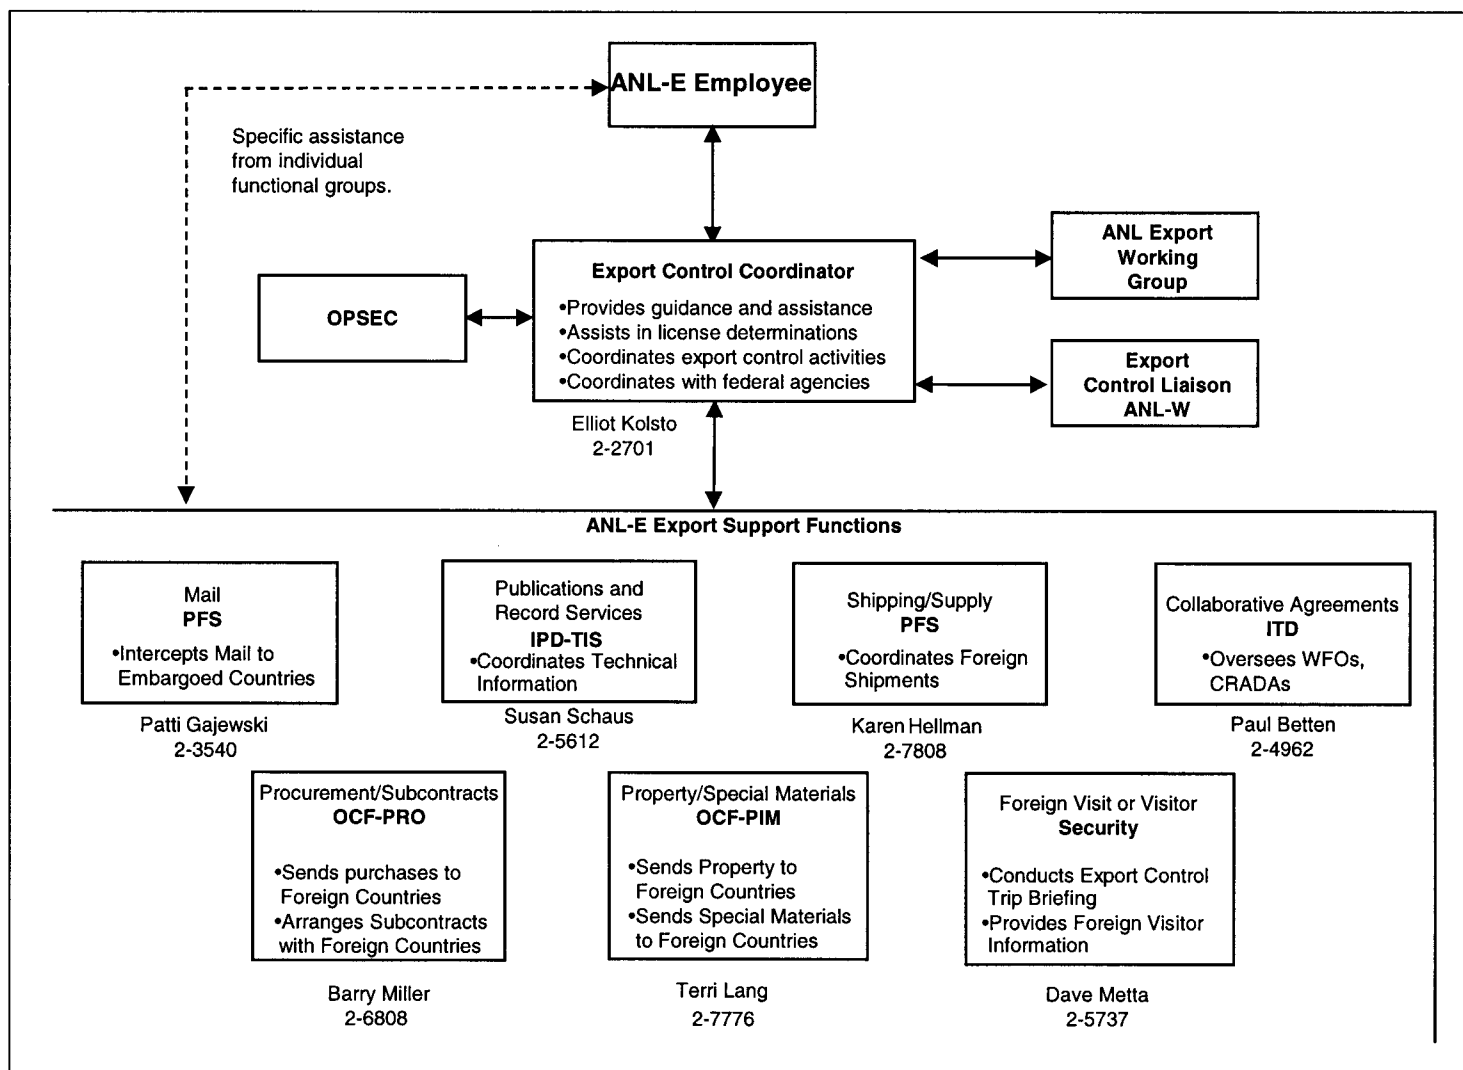 ANL-E Employee
Specific assistance
from individual
functional groups.
ANL Export
Working
Group
Export Control Coordinator
•Provides guidance and assistance
•Assists in license determinations
•Coordinates export control activities
•Coordinates with federal agencies
OPSEC
Export
Control Liaison
ANL-W
Elliot Kolsto
2-2701
ANL-E Export Support Functions
Mail
PFS
•Intercepts Mail to
Embargoed Countries
Patti Gajewski
2-3540
Publications and
Record Services
IPD-TIS
•Coordinates Technical
Information
Susan Schaus
2-5612
Shipping/Supply
PFS
•Coordinates Foreign
Shipments
Karen Hellman
2-7808
Collaborative Agreements
ITD
•Oversees WFOs,
CRADAs
Paul Betten
2-4962
Procurement/Subcontracts
OCF-PRO
•Sends purchases to
Foreign Countries
•Arranges Subcontracts
with Foreign Countries
Barry Miller
2-6808
Property/Special Materials
OCF-PIM
•Sends Property to
Foreign Countries
•Sends Special Materials
to Foreign Countries
Terri Lang
2-7776
Foreign Visit or Visitor
Security
•Conducts Export Control
Trip Briefing
•Provides Foreign Visitor
Information
Dave Metta
2-5737